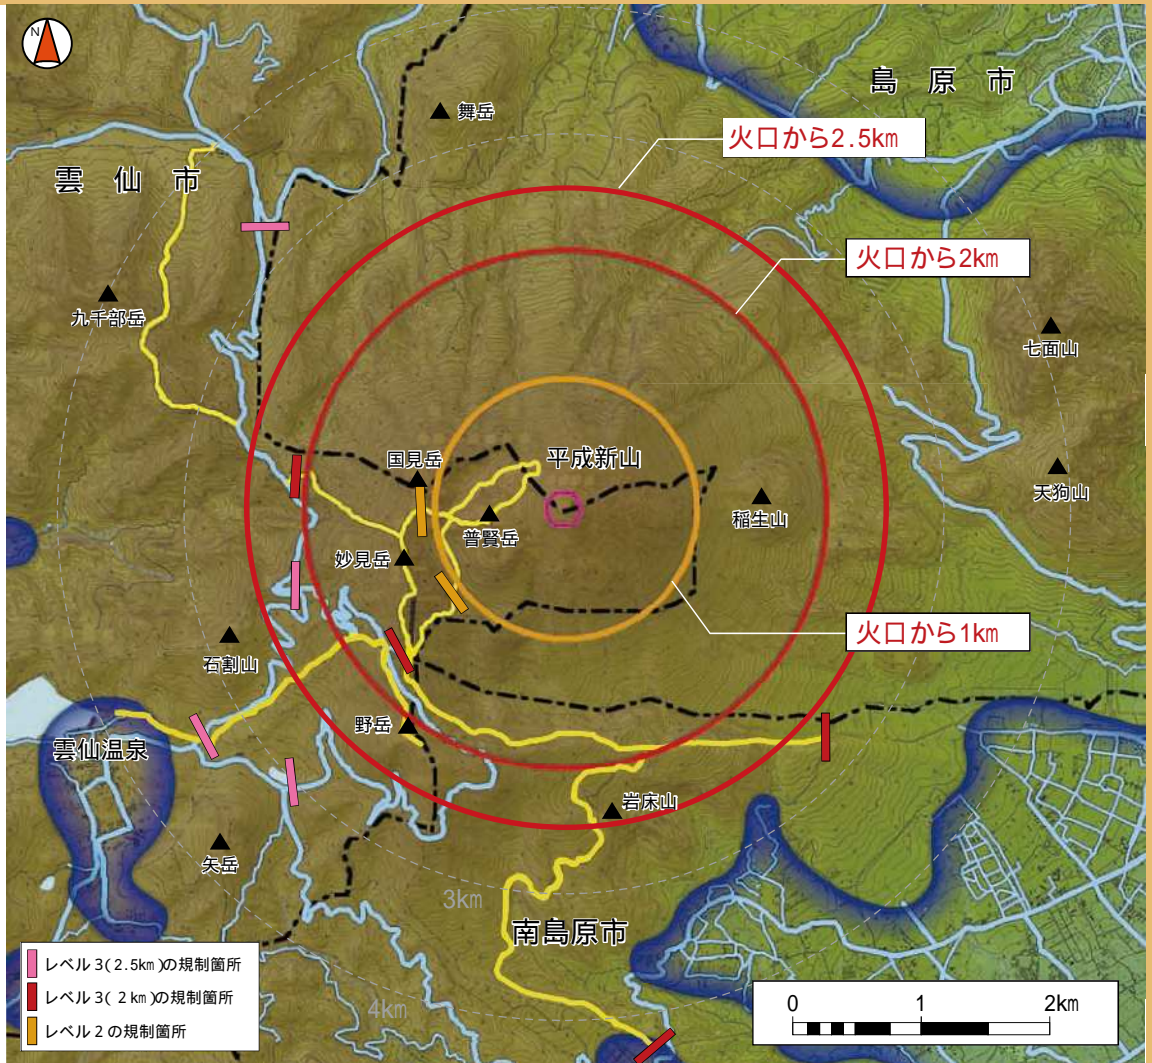 N
舞岳
島原市
火口から2.5km
雲仙市
火口から2km
九千部岳
七面山
国見岳
平成新山
天狗山
稲生山
普賢岳
妙見岳
火口から1km
石割山
野岳
雲仙温泉
岩床山
矢岳
3km
南島原市
4km
レベル3(2.5km)の規制箇所
レベル3(2km)の規制箇所
レベル2の規制箇所
0 1 2km